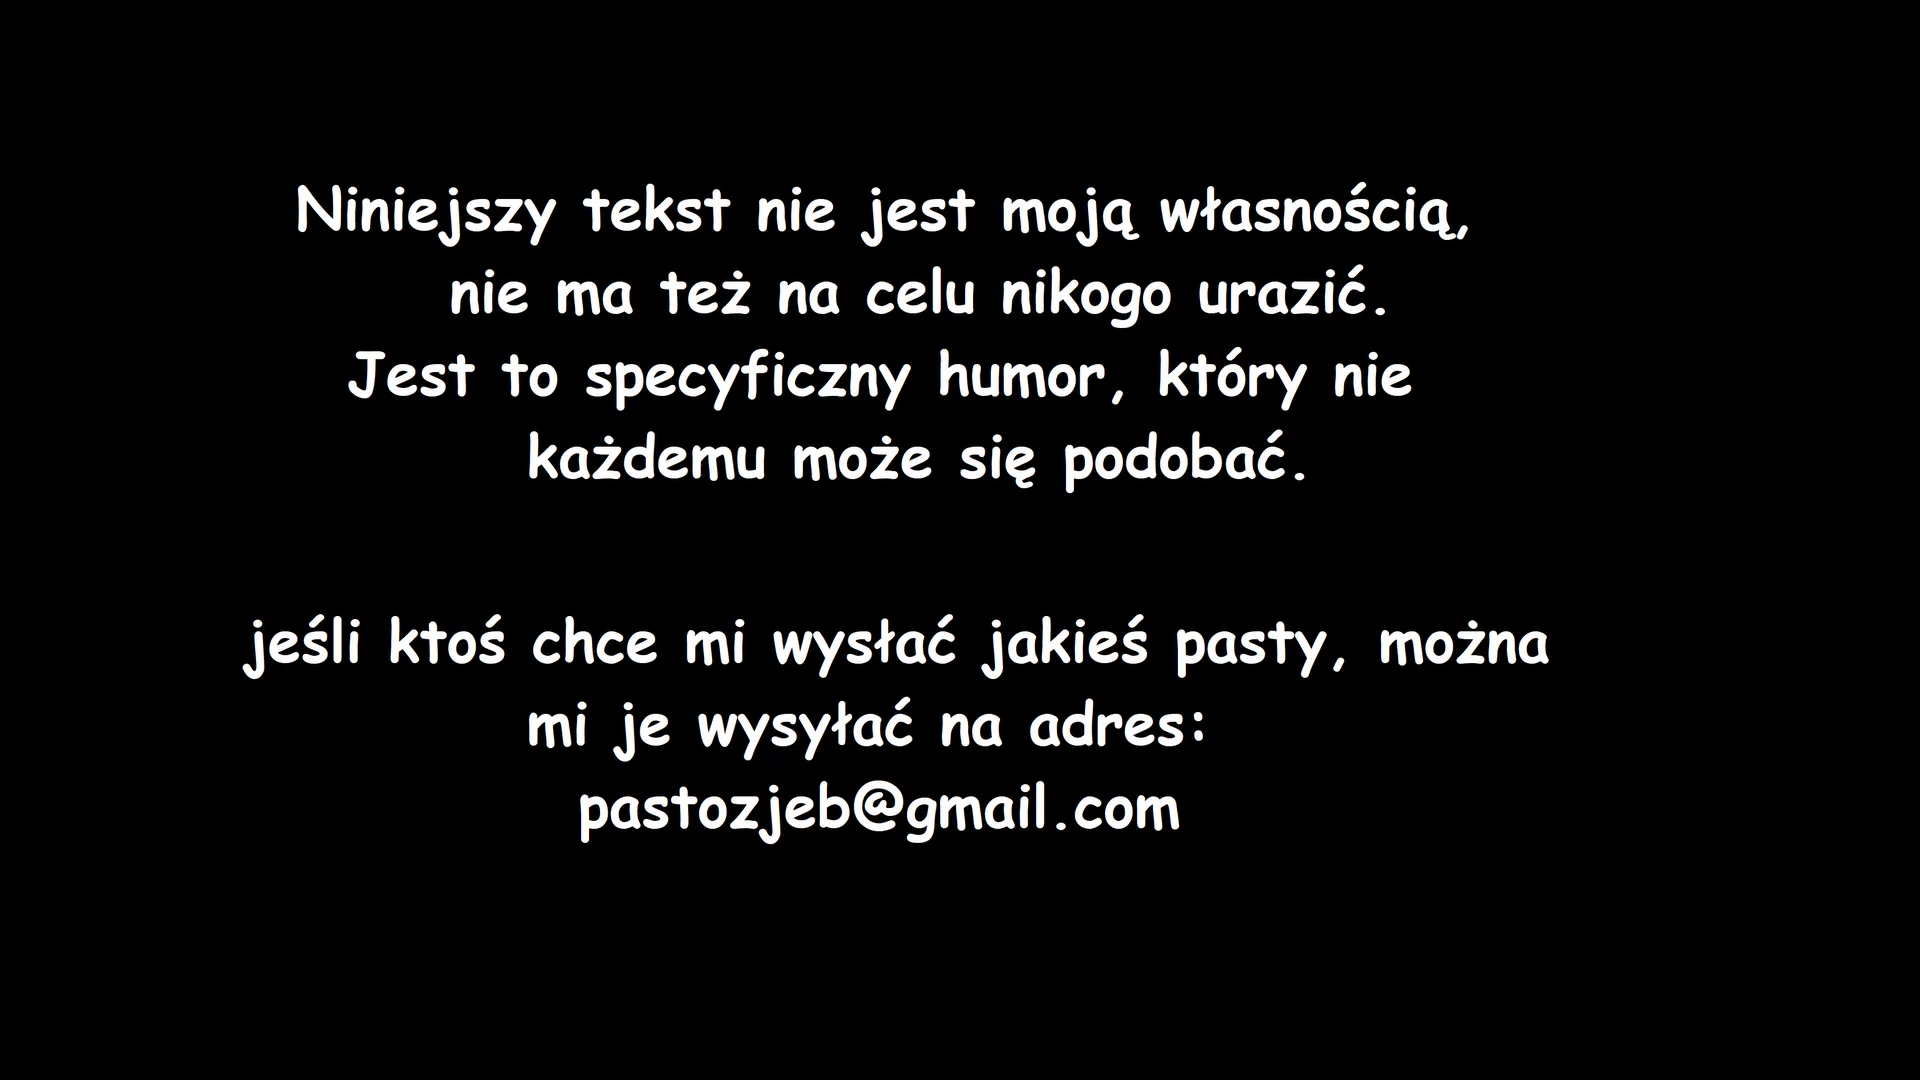 Niniejszy tekst nie jest moją własnością,
nie ma też na celu nikogo urazić.
Jest to specyficzny humor, który nie
każdemu może się podobać.
jeśli ktoś chce mi wysłać jakieś pasty, można
mi je wysyłać na adres:
pastozjeb@gmail.com